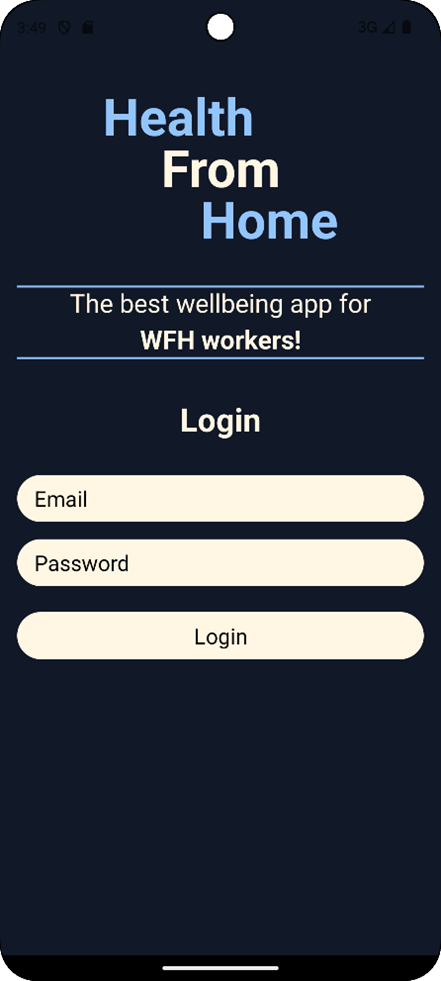 3:49 3G
Health
From
Home
The best wellbeing app for
WFH workers!
Login
Email
Password
Login